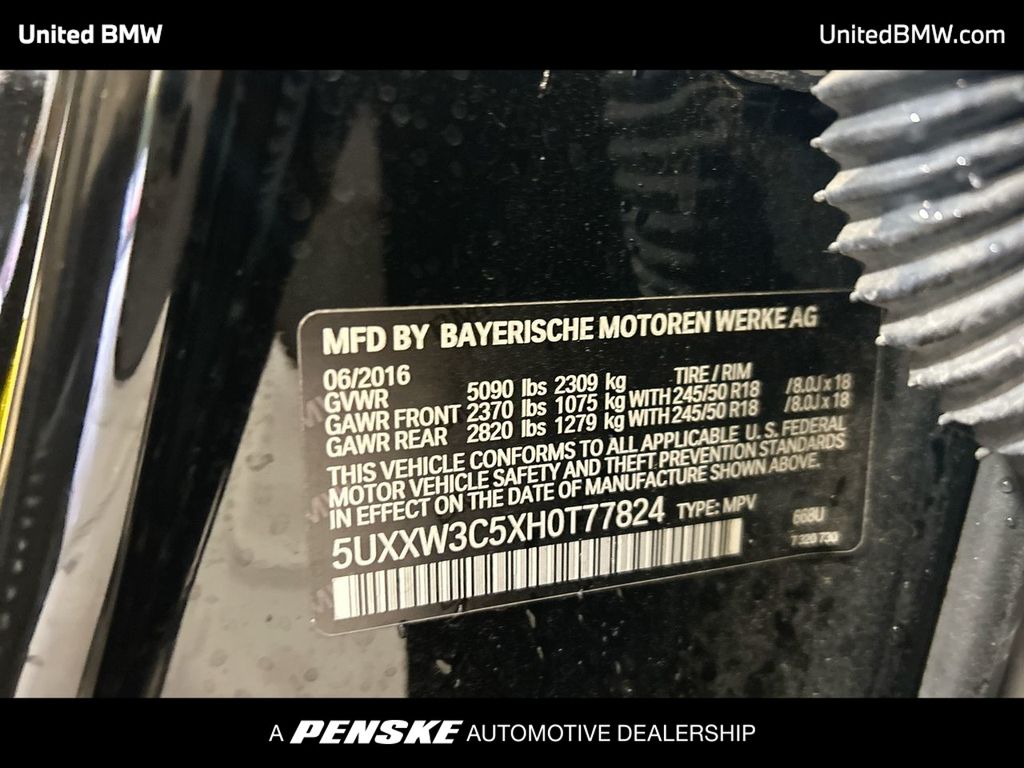 United BMW
UnitedBMW.com
MFD BY BAYERISCHE MOTOREN WERKE AG
06/2016 TIRE / RIM
GVWR 5090 lbs 2309 kg
GAWR FRONT 2370 lbs 1075 kg WITH 245/50 R18 /8.0J x 18
GAWR REAR 2820 lbs 1279 kg WITH 245/50 R18 /8.0J x 18
THIS VEHICLE CONFORMS TO ALL APPLICABLE U.S. FEDERAL
MOTOR VEHICLE SAFETY AND THEFT PREVENTION STANDARDS
IN EFFECT ON THE DATE OF MANUFACTURE SHOWN ABOVE.
5UXXW3C5XH0T77824 TYPE: MPV 668U
7 320 730
A PENSKE AUTOMOTIVE DEALERSHIP